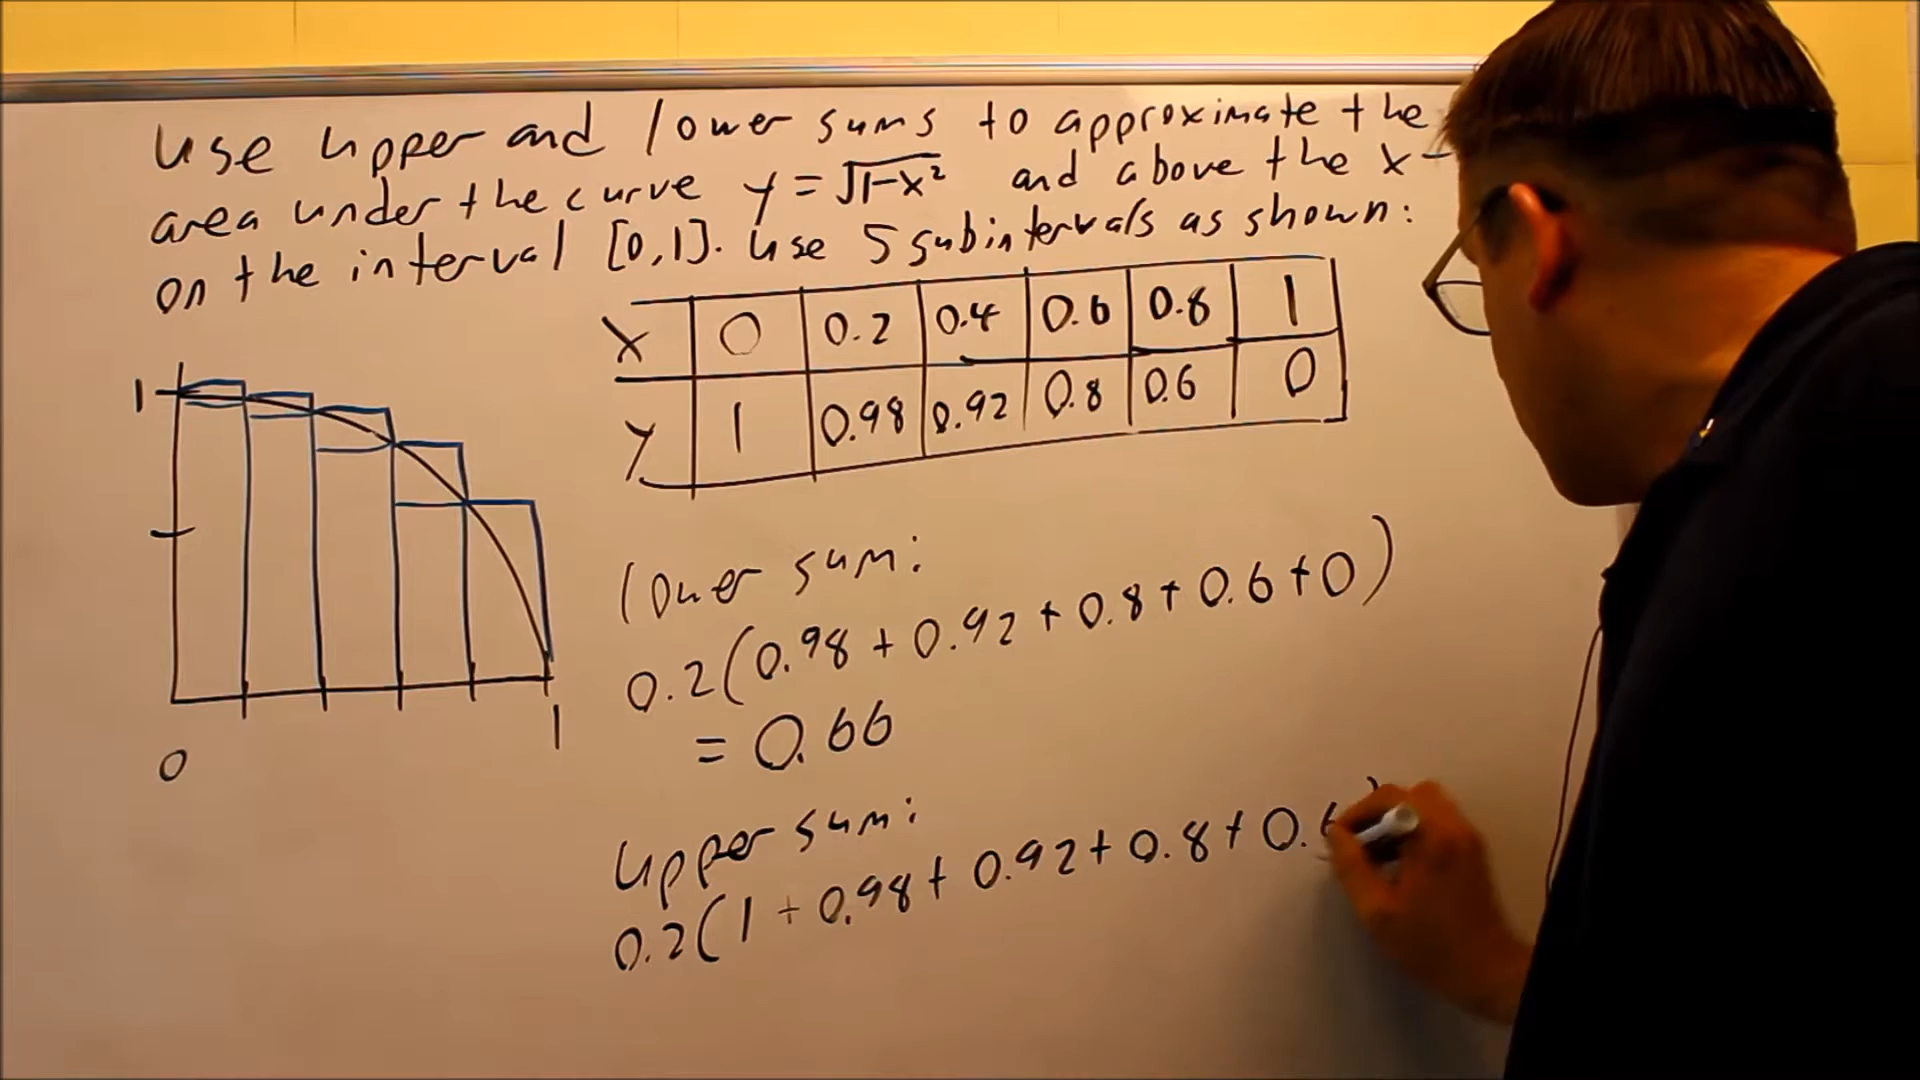 Use upper and lower sums to approximate the
area under the curve y = √1-x² and above the x-
on the interval [0,1]. Use 5 subintervals as shown:
X 0 0.2 0.4 0.6 0.8 1
Y 1 0.98 0.92 0.8 0.6 0
1
0 1
lower sum:
0.2(0.98 + 0.92 + 0.8 + 0.6 + 0)
= 0.66
Upper sum:
0.2(1 + 0.98 + 0.92 + 0.8 + 0.6)